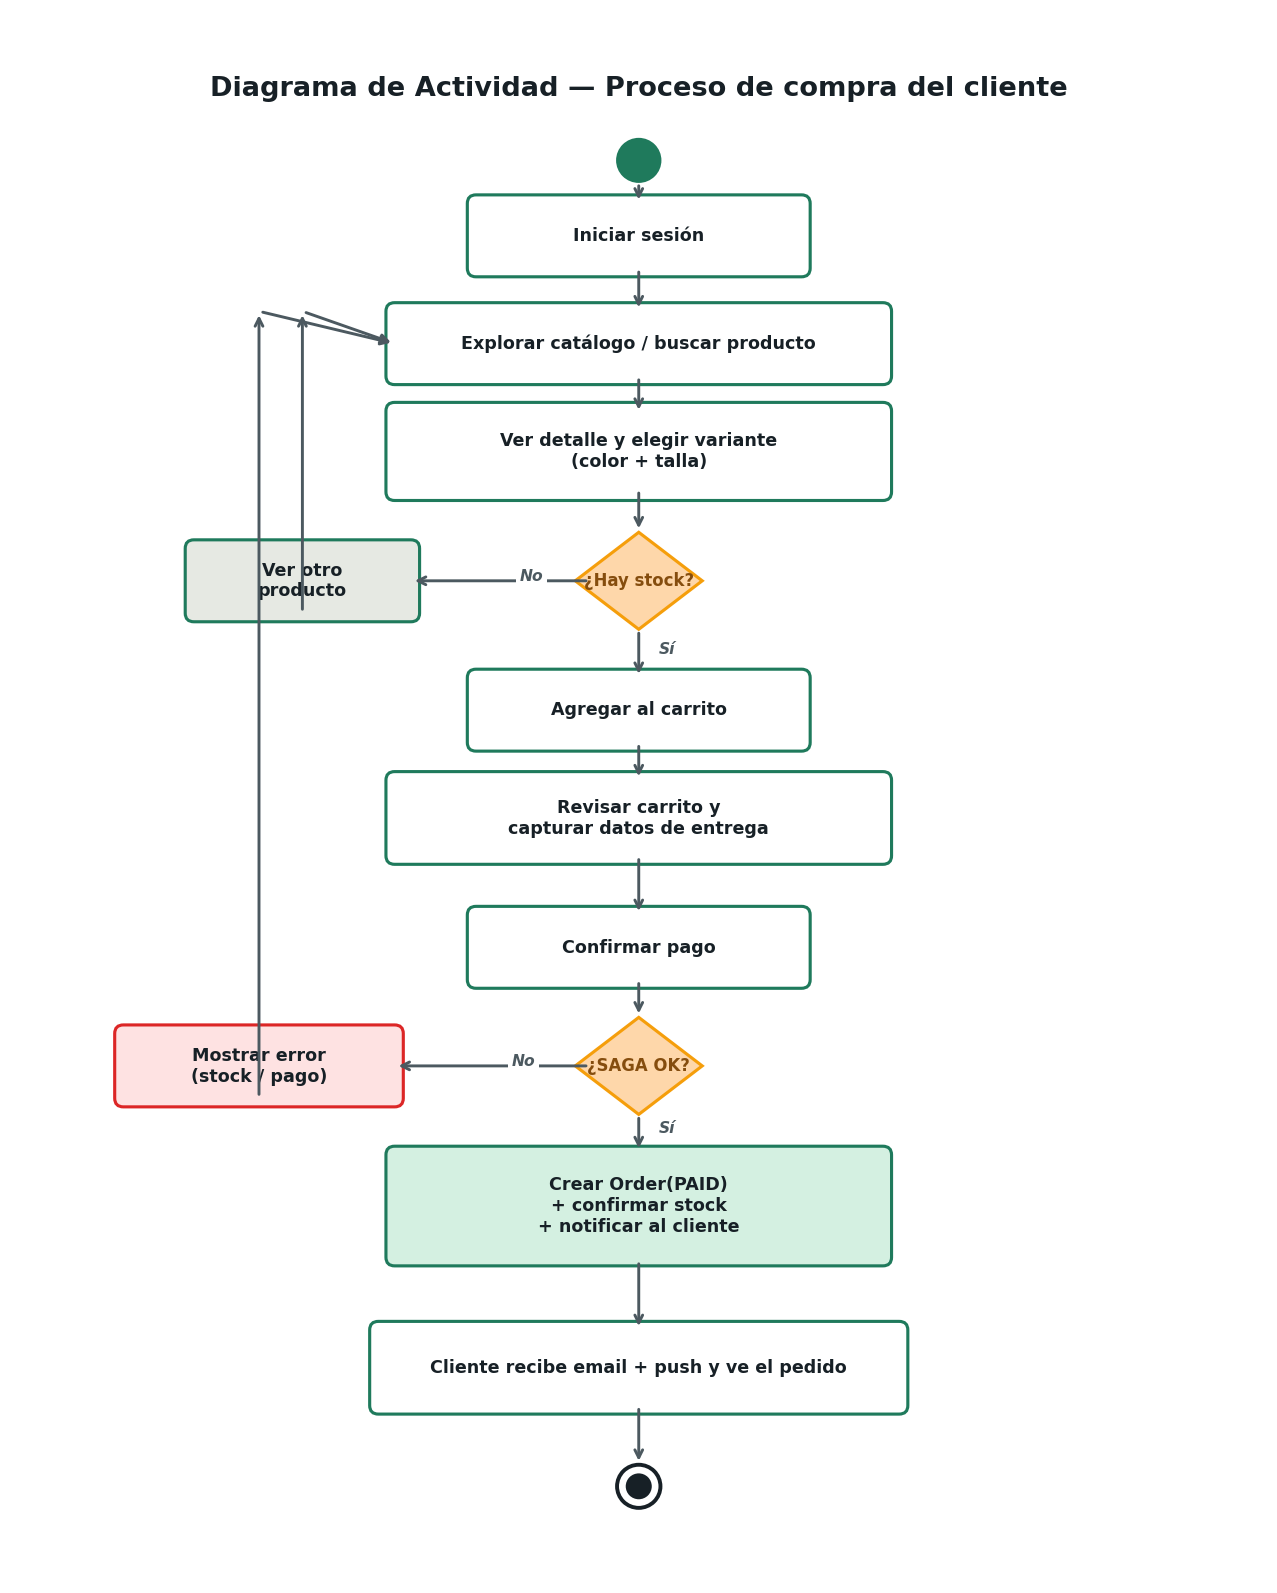 Diagrama de Actividad — Proceso de compra del cliente
Iniciar sesión
Explorar catálogo / buscar producto
Ver detalle y elegir variante
(color + talla)
¿Hay stock?
No
Ver otro
producto
Sí
Agregar al carrito
Revisar carrito y
capturar datos de entrega
Confirmar pago
¿SAGA OK?
No
Mostrar error
(stock / pago)
Sí
Crear Order(PAID)
+ confirmar stock
+ notificar al cliente
Cliente recibe email + push y ve el pedido